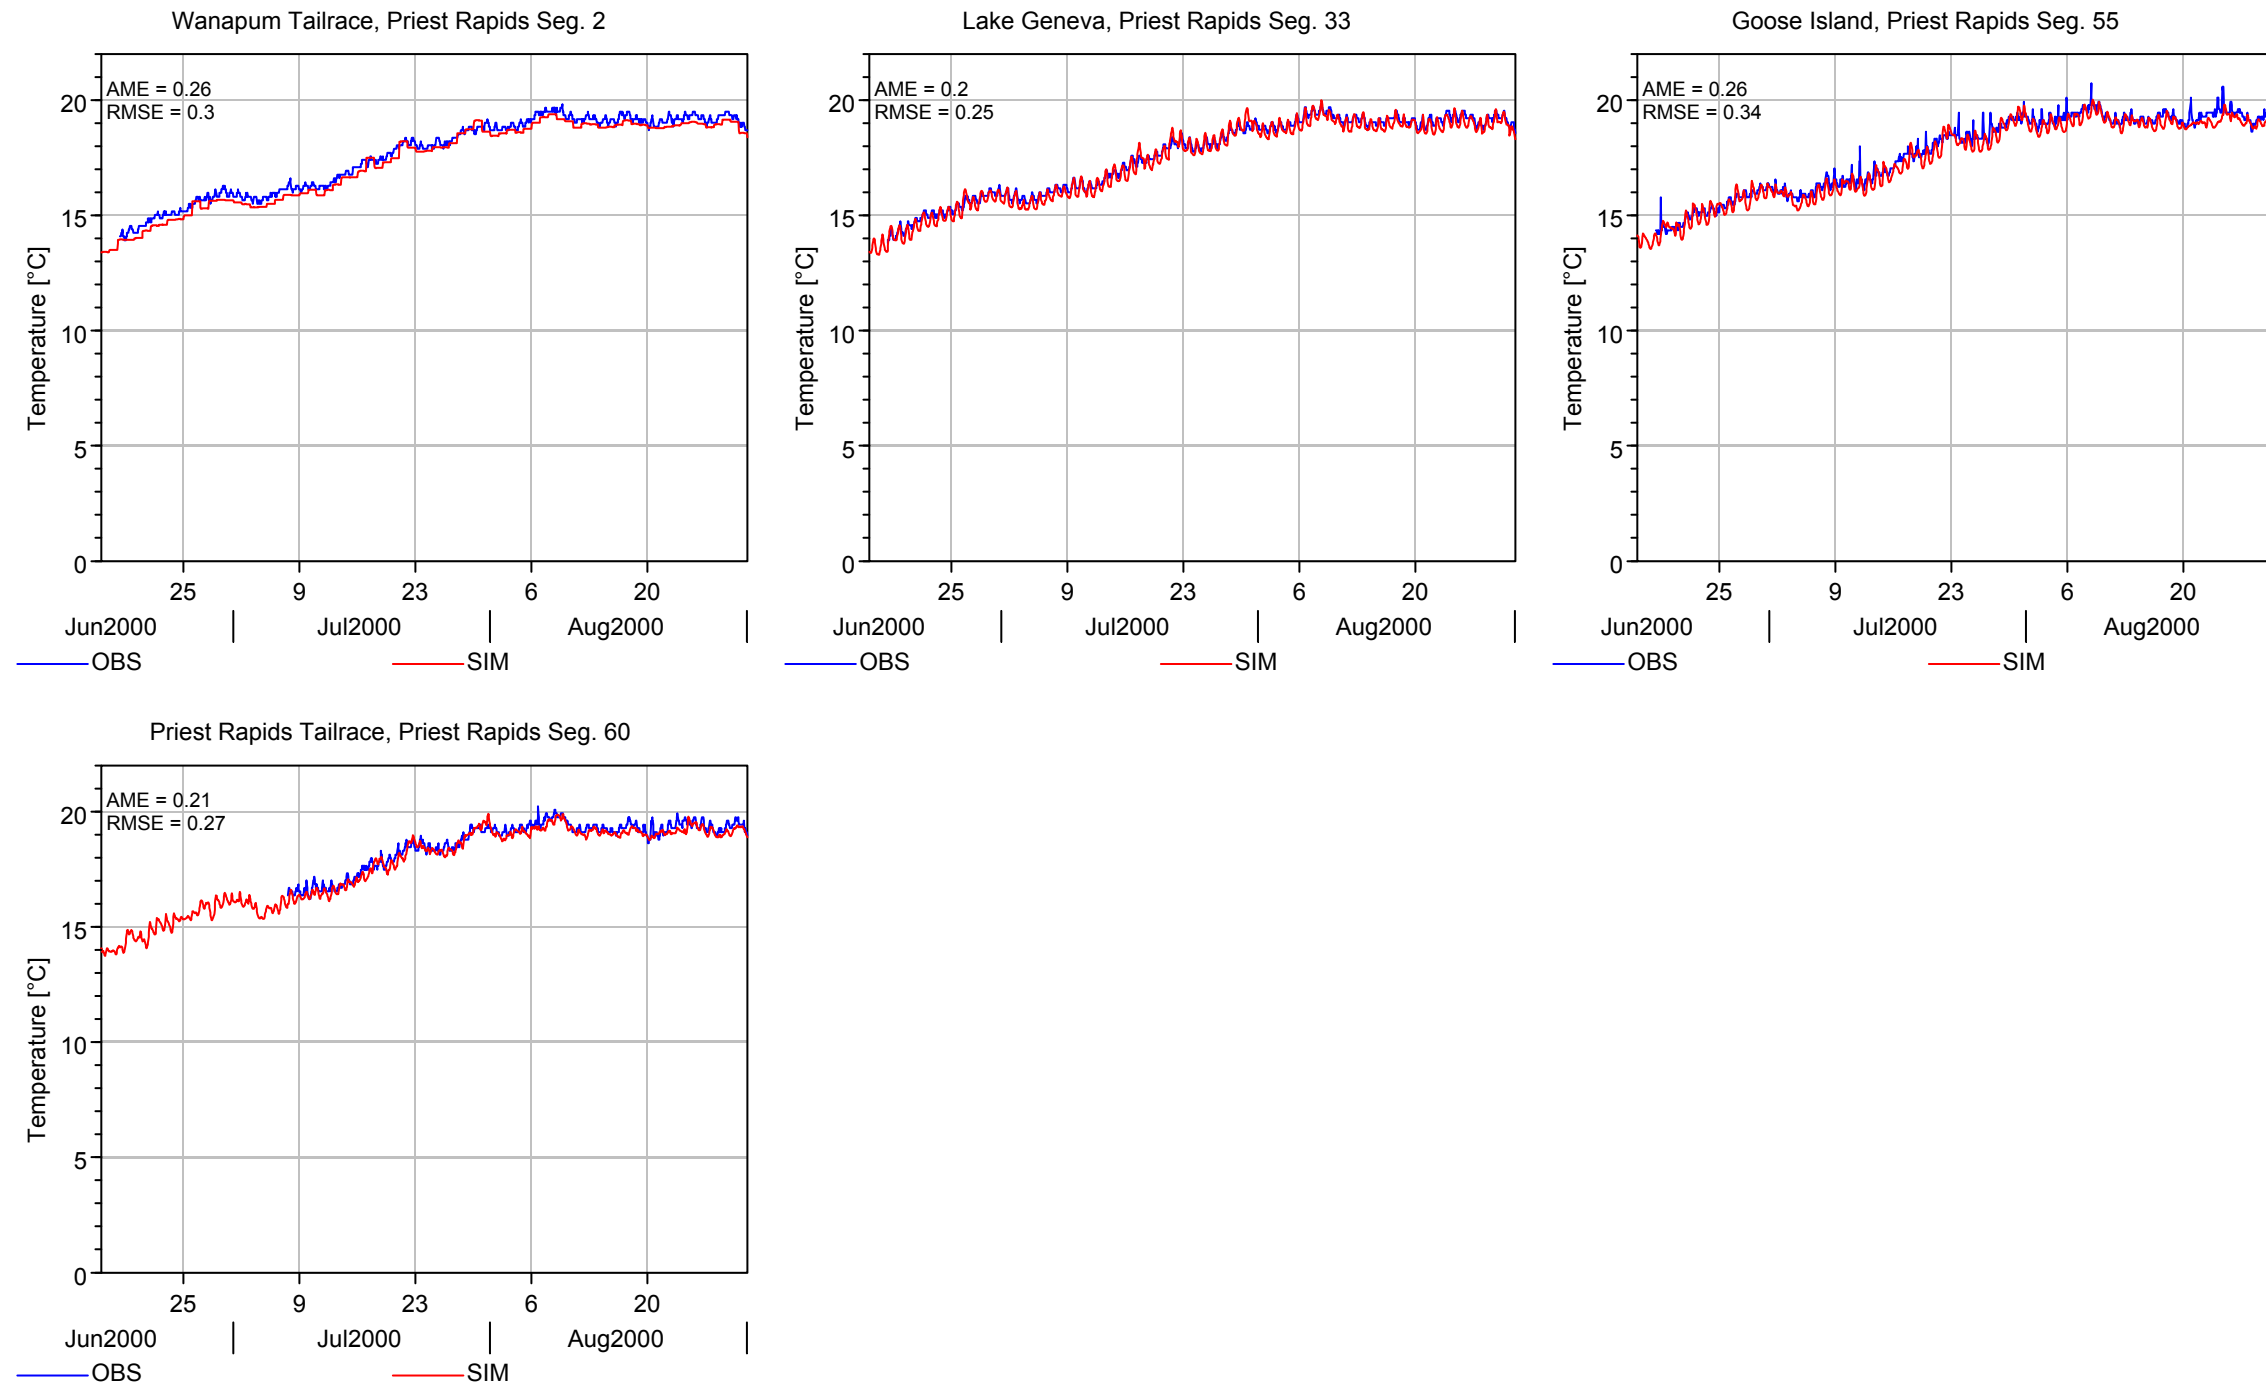 Wanapum Tailrace, Priest Rapids Seg. 2
AME = 0.26
RMSE = 0.3
Temperature [°C]
20
15
10
5
0
25 9 23 6 20
Jun2000 Jul2000 Aug2000
OBS SIM
Lake Geneva, Priest Rapids Seg. 33
AME = 0.2
RMSE = 0.25
Temperature [°C]
20
15
10
5
0
25 9 23 6 20
Jun2000 Jul2000 Aug2000
OBS SIM
Goose Island, Priest Rapids Seg. 55
AME = 0.26
RMSE = 0.34
Temperature [°C]
20
15
10
5
0
25 9 23 6 20
Jun2000 Jul2000 Aug2000
OBS SIM
Priest Rapids Tailrace, Priest Rapids Seg. 60
AME = 0.21
RMSE = 0.27
Temperature [°C]
20
15
10
5
0
25 9 23 6 20
Jun2000 Jul2000 Aug2000
OBS SIM